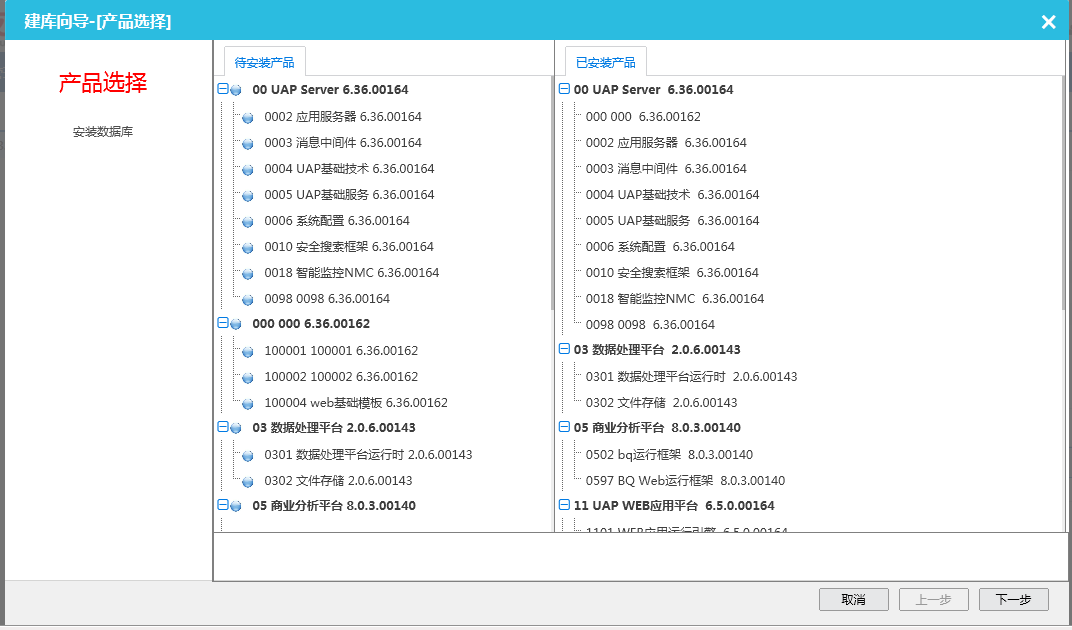 建库向导-[产品选择]
产品选择
安装数据库
待安装产品
00 UAP Server 6.36.00164
0002 应用服务器 6.36.00164
0003 消息中间件 6.36.00164
0004 UAP基础技术 6.36.00164
0005 UAP基础服务 6.36.00164
0006 系统配置 6.36.00164
0010 安全搜索框架 6.36.00164
0018 智能监控NMC 6.36.00164
0098 0098 6.36.00164
000 000 6.36.00162
100001 100001 6.36.00162
100002 100002 6.36.00162
100004 web基础模板 6.36.00162
03 数据处理平台 2.0.6.00143
0301 数据处理平台运行时 2.0.6.00143
0302 文件存储 2.0.6.00143
05 商业分析平台 8.0.3.00140
已安装产品
00 UAP Server 6.36.00164
000 000 6.36.00162
0002 应用服务器 6.36.00164
0003 消息中间件 6.36.00164
0004 UAP基础技术 6.36.00164
0005 UAP基础服务 6.36.00164
0006 系统配置 6.36.00164
0010 安全搜索框架 6.36.00164
0018 智能监控NMC 6.36.00164
0098 0098 6.36.00164
03 数据处理平台 2.0.6.00143
0301 数据处理平台运行时 2.0.6.00143
0302 文件存储 2.0.6.00143
05 商业分析平台 8.0.3.00140
0502 bq运行框架 8.0.3.00140
0597 BQ Web运行框架 8.0.3.00140
11 UAP WEB应用平台 6.5.0.00164
1101 WEB应用运行引擎 6.5.0.00164
取消
上一步
下一步